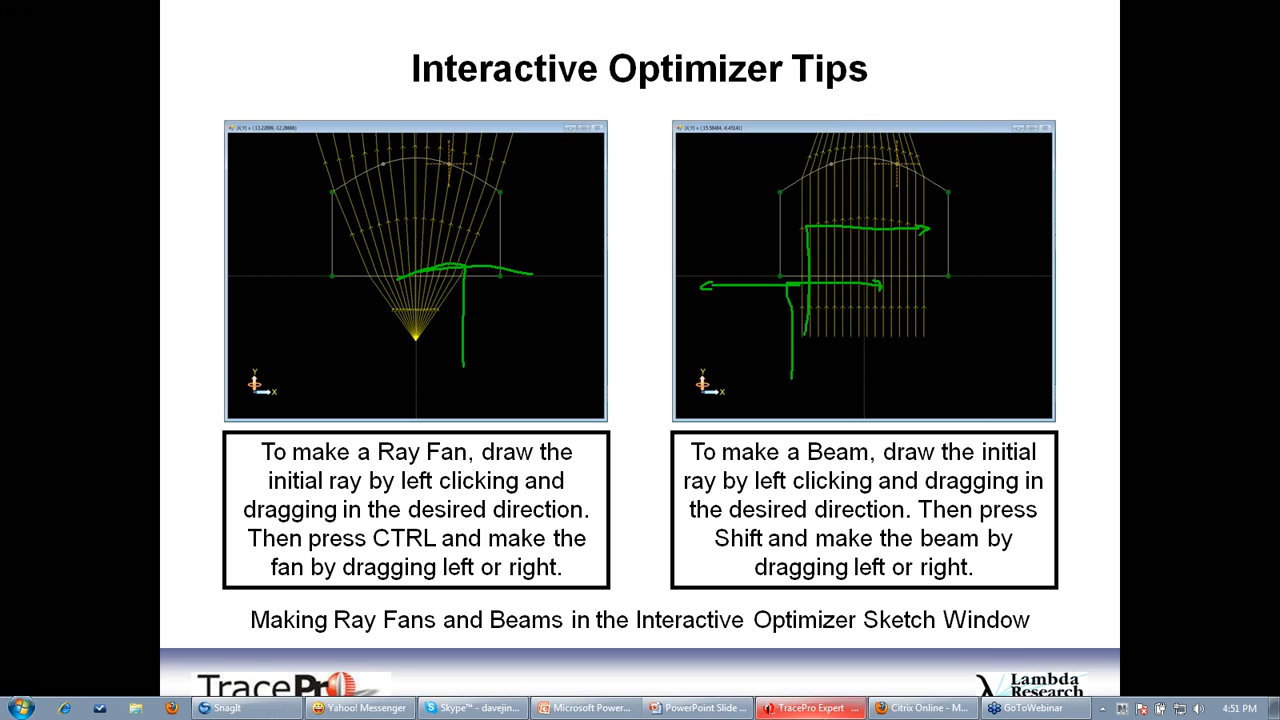 Interactive Optimizer Tips
Y
X
Y
X
To make a Ray Fan, draw the
initial ray by left clicking and
dragging in the desired direction.
Then press CTRL and make the
fan by dragging left or right.
To make a Beam, draw the initial
ray by left clicking and dragging in
the desired direction. Then press
Shift and make the beam by
dragging left or right.
Making Ray Fans and Beams in the Interactive Optimizer Sketch Window
TracePro
Lambda
Research
SnagIt
Yahoo! Messenger
Skype™ - davejin...
Microsoft Power...
PowerPoint Slide ...
TracePro Expert ...
Citrix Online - M...
GoToWebinar
4:51 PM